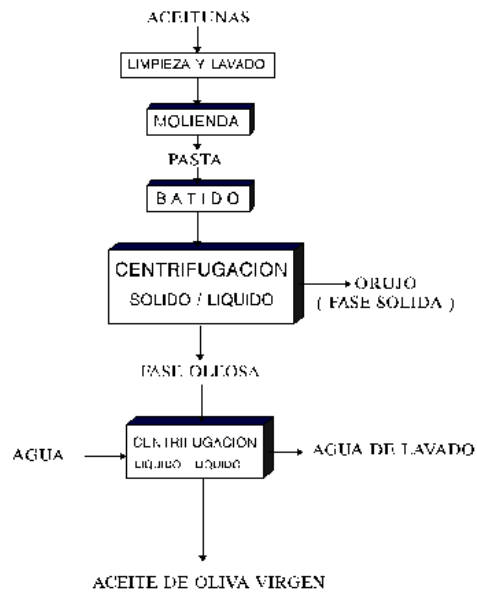 ACEITUNAS
LIMPIEZA Y LAVADO
MOLIENDA
PASTA
BATIDO
CENTRIFUGACION
SOLIDO / LIQUIDO
ORUJO
( FASE SOLIDA )
FASE OLEOSA
CENTRIFUGACION
LIQUIDO LIQUIDO
AGUA
AGUA DE LAVADO
ACEITE DE OLIVA VIRGEN